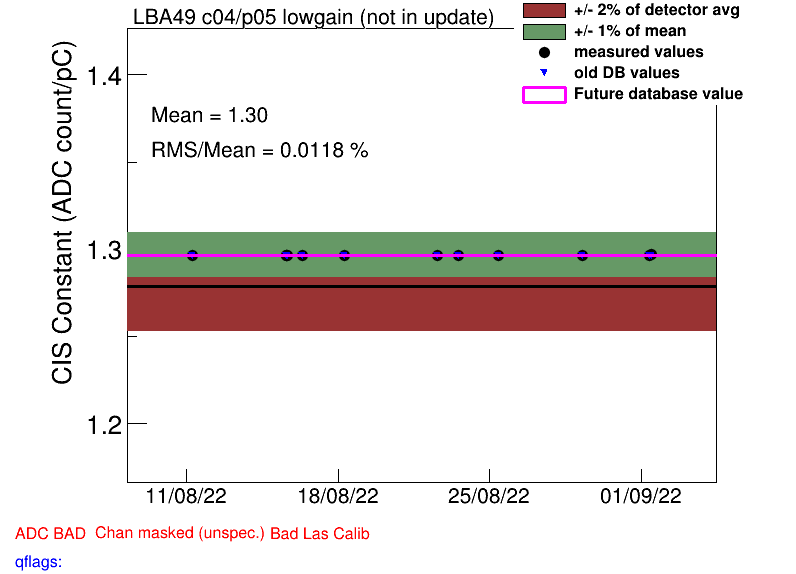 LBA49 c04/p05 lowgain (not in update)
+/- 2% of detector avg
+/- 1% of mean
measured values
old DB values
Future database value
CIS Constant (ADC count/pC)
1.4
1.3
1.2
Mean = 1.30
RMS/Mean = 0.0118 %
11/08/22 18/08/22 25/08/22 01/09/22
ADC BAD Chan masked (unspec.) Bad Las Calib
qflags: